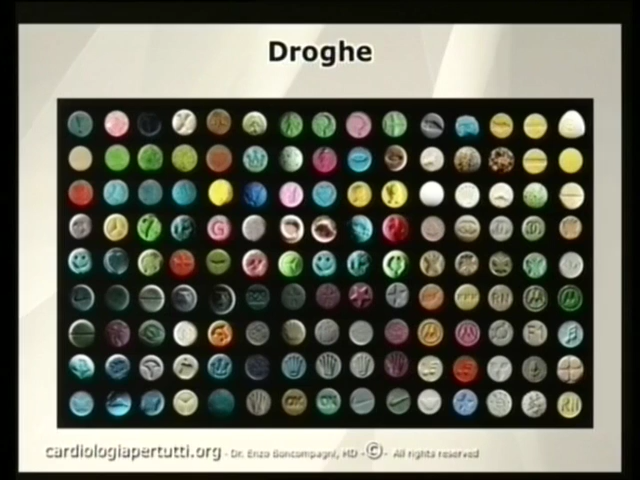 Droghe
cardiologiapertutti.org - Dr. Enzo Boncompagni, MD - © - All rights reserved